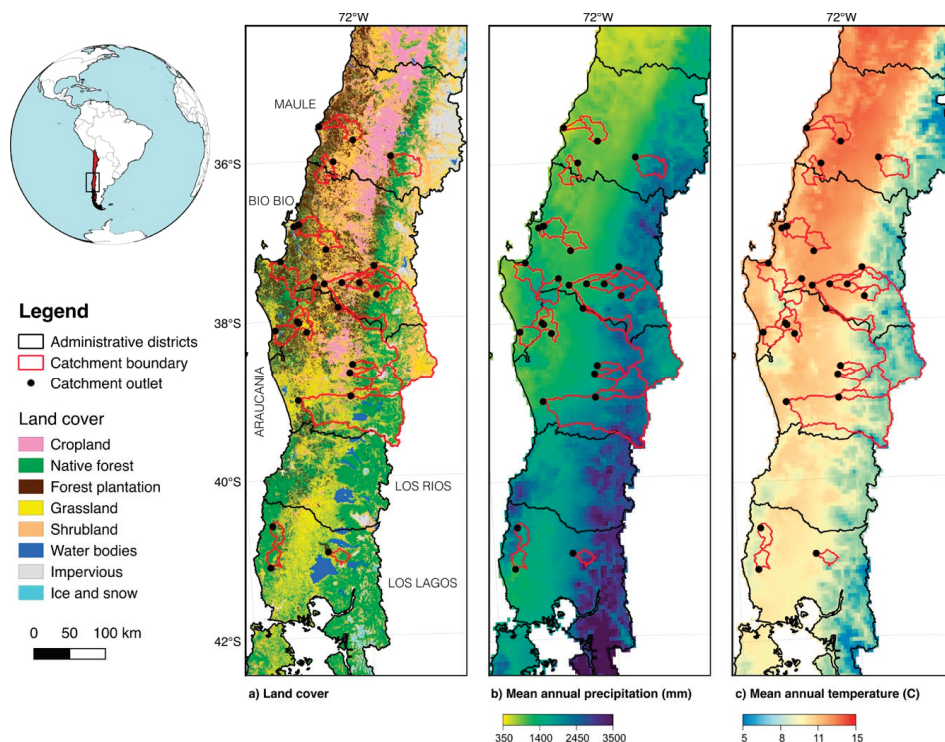 72°W
72°W
72°W
MAULE
36°S
BIO BIO
38°S
ARAUCANIA
40°S
LOS RIOS
LOS LAGOS
42°S
Legend
Administrative districts
Catchment boundary
Catchment outlet
Land cover
Cropland
Native forest
Forest plantation
Grassland
Shrubland
Water bodies
Impervious
Ice and snow
0 50 100 km
a) Land cover
b) Mean annual precipitation (mm)
c) Mean annual temperature (C)
350 1400 2450 3500
5 8 11 15